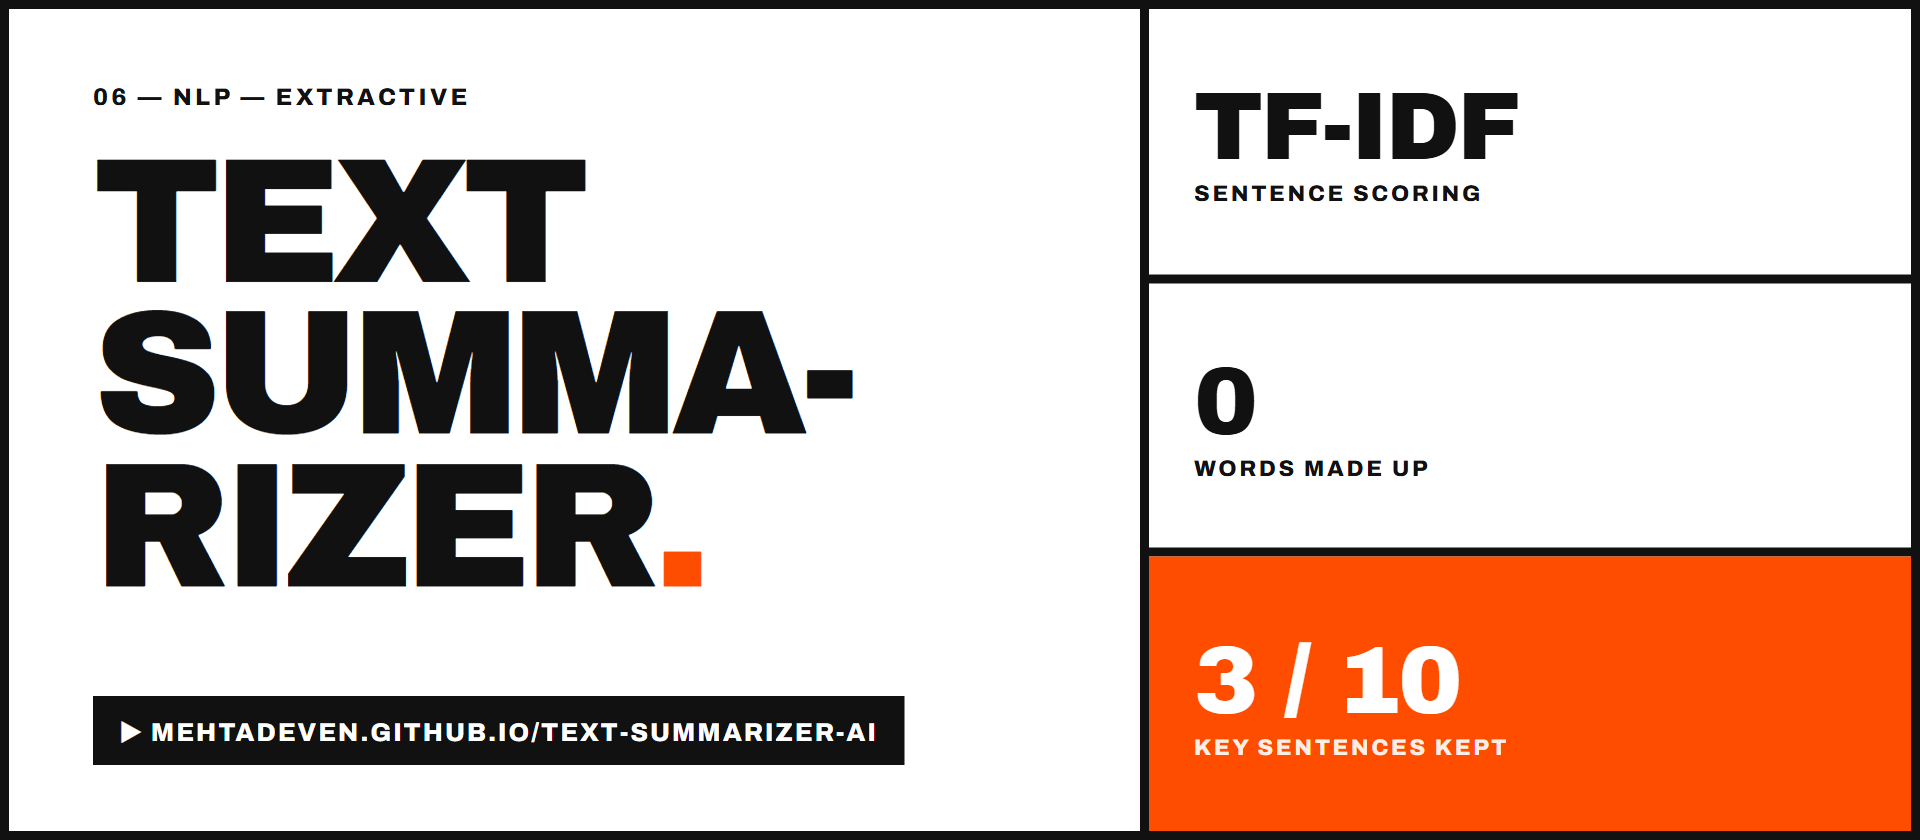 06 — NLP — EXTRACTIVE
TEXT
SUMMA-
RIZER.
▶ MEHTADEVEN.GITHUB.IO/TEXT-SUMMARIZER-AI
TF-IDF
SENTENCE SCORING
0
WORDS MADE UP
3 / 10
KEY SENTENCES KEPT